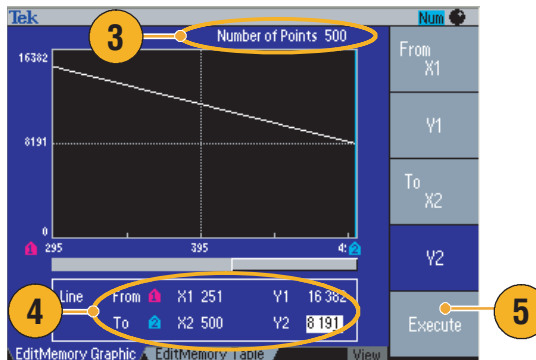 Tek
Num
3
Number of Points 500
16382
8191
0
1 295
395
4: 2
Line From 1 X1 251 Y1 16 382
To 2 X2 500 Y2 8 191
4
EditMemory Graphic
EditMemory Table
View
From
X1
Y1
To
X2
Y2
Execute
5